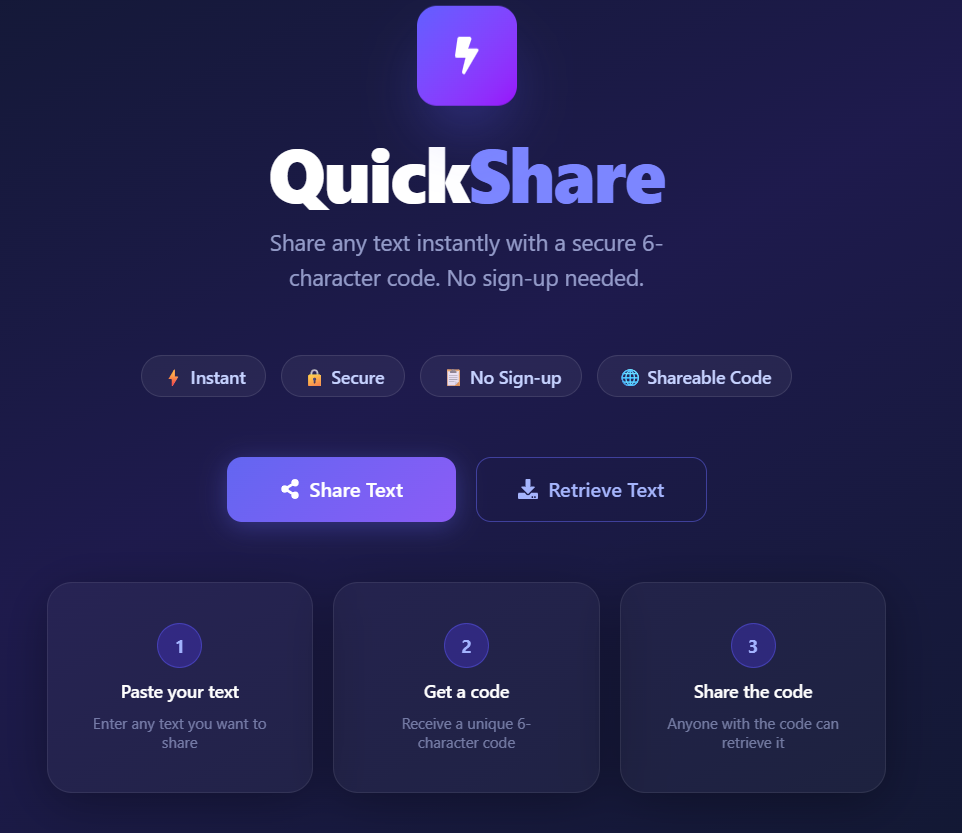 QuickShare
Share any text instantly with a secure 6-
character code. No sign-up needed.
Instant
Secure
No Sign-up
Shareable Code
Share Text
Retrieve Text
1
Paste your text
Enter any text you want to
share
2
Get a code
Receive a unique 6-
character code
3
Share the code
Anyone with the code can
retrieve it